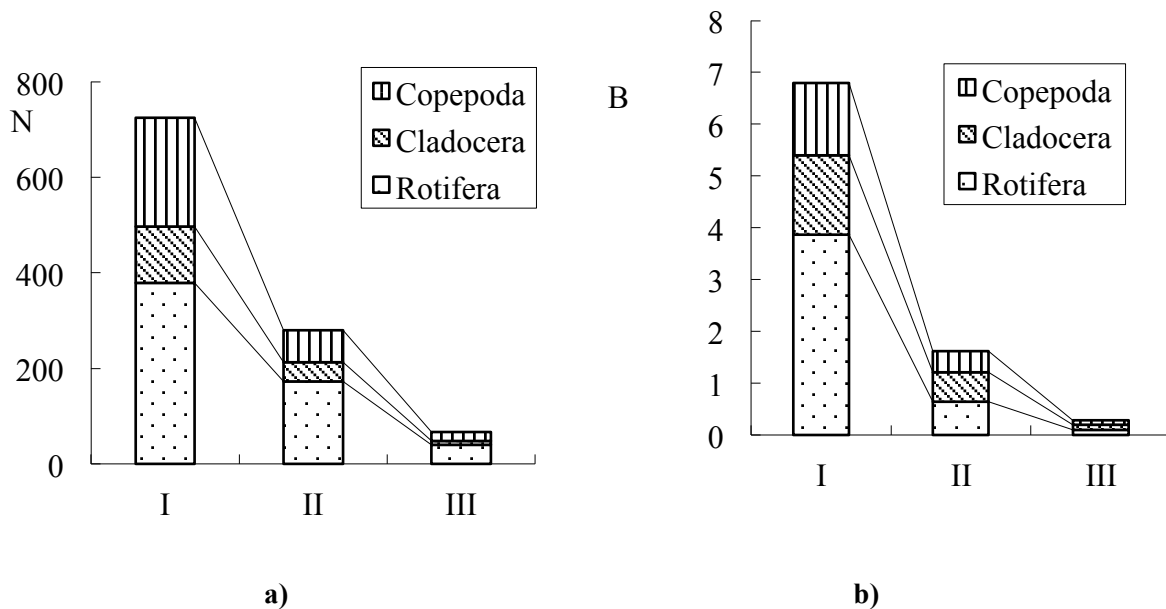 800
600
400
200
0
N
Copepoda
Cladocera
Rotifera
I II III
a)
8
7
6
5
4
3
2
1
0
B
Copepoda
Cladocera
Rotifera
I II III
b)